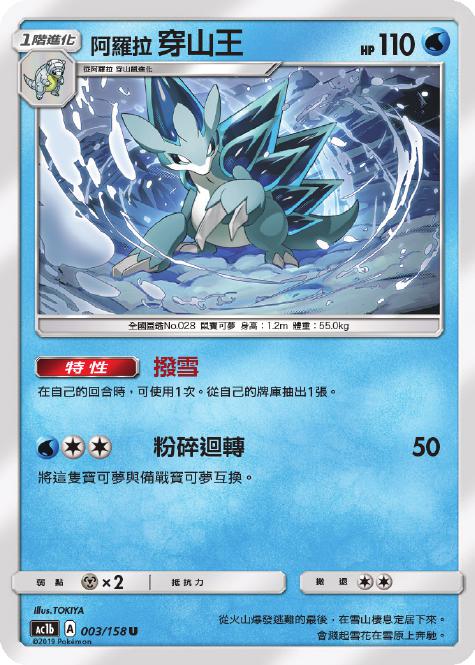 1階進化
阿羅拉 穿山王 HP 110
從阿羅拉 穿山鼠進化
全國圖鑑No.028 鼠寶可夢 身高：1.2m 體重：55.0kg
特性 撥雪
在自己的回合時，可使用1次。從自己的牌庫抽出1張。
粉碎迴轉 50
將這隻寶可夢與備戰寶可夢互換。
弱點 ×2 抵抗力 撤退
illus.TOKIYA
AC1b A 003/158 U
©2019 Pokémon
從火山爆發逃難的最後，在雪山棲息定居下來。
會濺起雪花在雪原上奔馳。